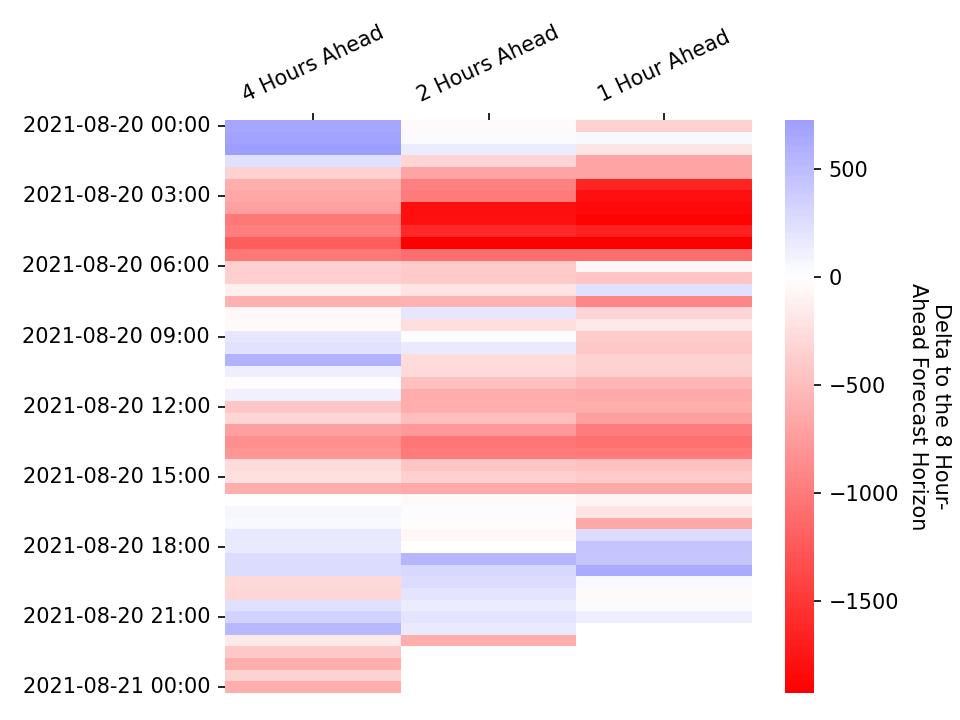 4 Hours Ahead
2 Hours Ahead
1 Hour Ahead
2021-08-20 00:00
2021-08-20 03:00
2021-08-20 06:00
2021-08-20 09:00
2021-08-20 12:00
2021-08-20 15:00
2021-08-20 18:00
2021-08-20 21:00
2021-08-21 00:00
500
0
−500
−1000
−1500
Delta to the 8 Hour-
Ahead Forecast Horizon